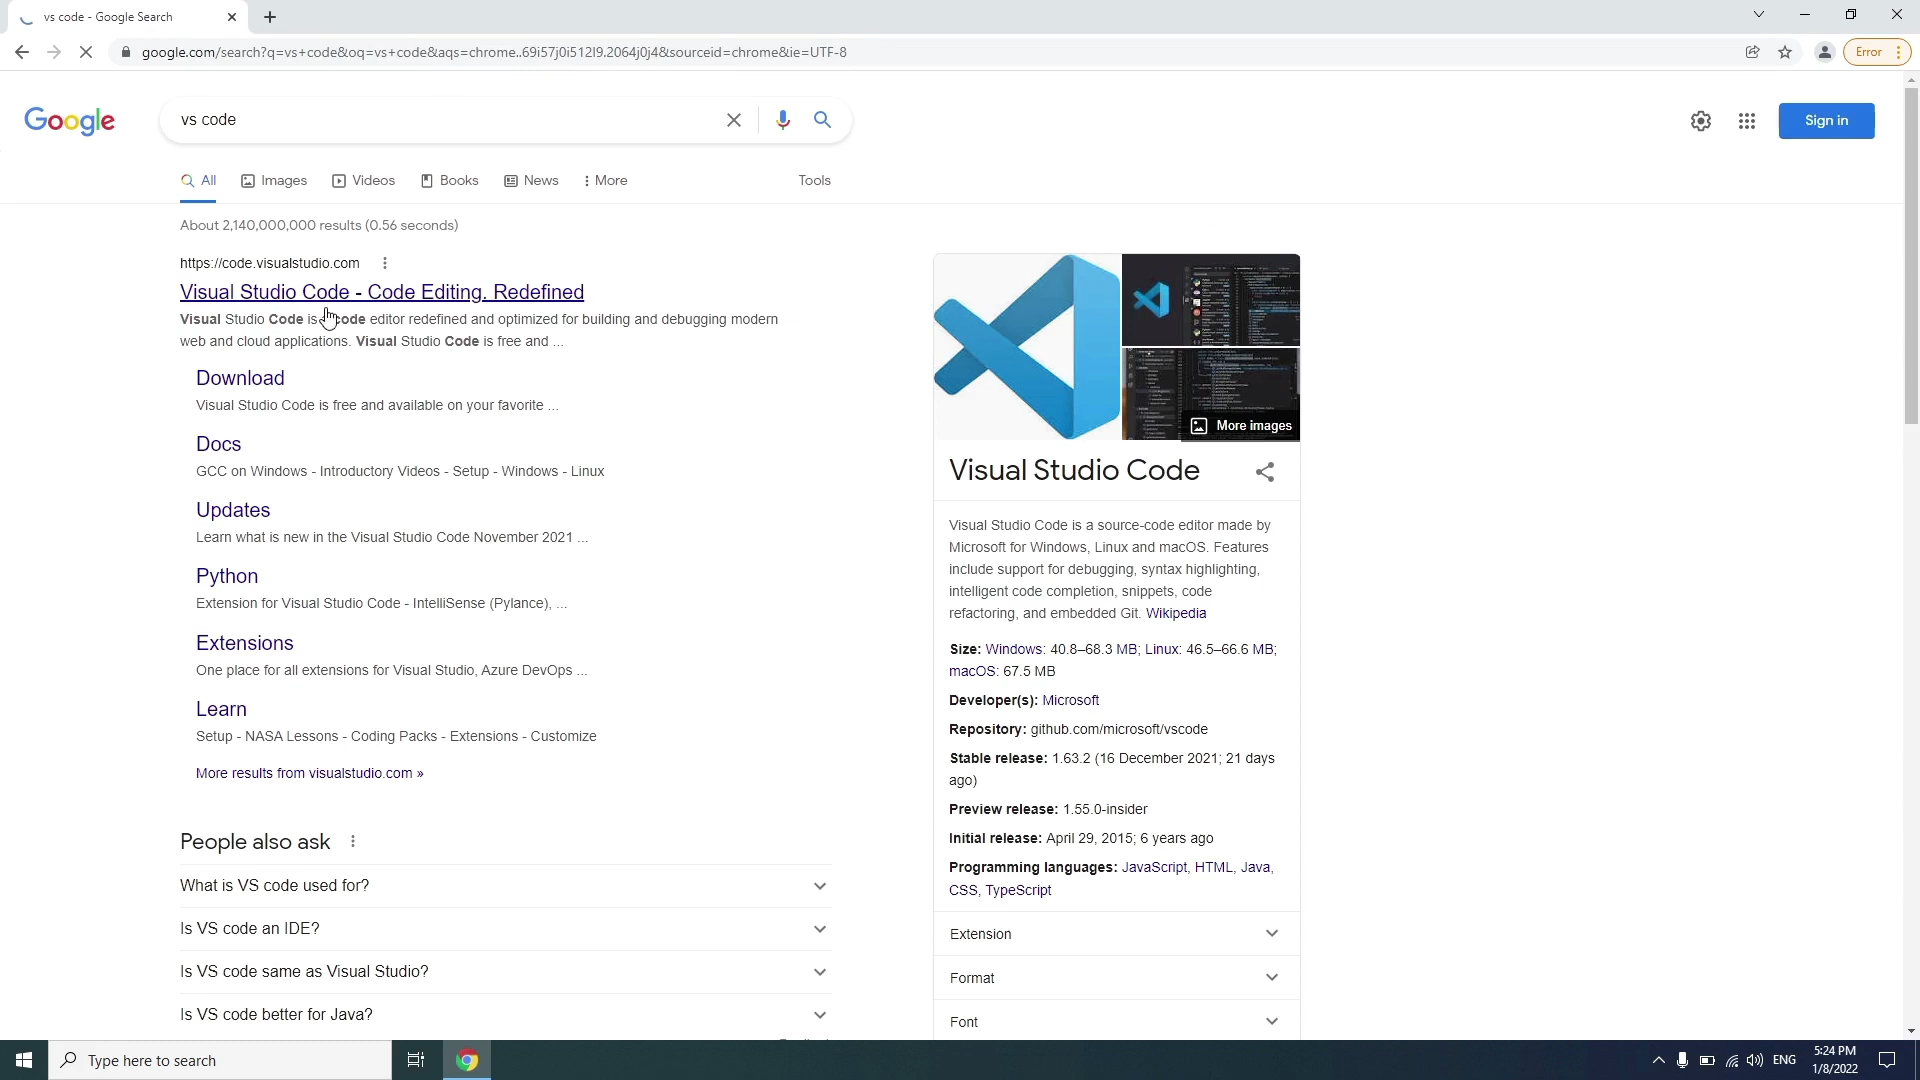 vs code - Google Search
google.com/search?q=vs+code&oq=vs+code&aqs=chrome..69i57j0i512l9.2064j0j4&sourceid=chrome&ie=UTF-8
Error
Google
vs code
Sign in
All
Images
Videos
Books
News
More
Tools
About 2,140,000,000 results (0.56 seconds)
https://code.visualstudio.com
Visual Studio Code - Code Editing. Redefined
Visual Studio Code is a code editor redefined and optimized for building and debugging modern
web and cloud applications. Visual Studio Code is free and ...
Download
Visual Studio Code is free and available on your favorite ...
Docs
GCC on Windows - Introductory Videos - Setup - Windows - Linux
Updates
Learn what is new in the Visual Studio Code November 2021 ...
Python
Extension for Visual Studio Code - IntelliSense (Pylance), ...
Extensions
One place for all extensions for Visual Studio, Azure DevOps ...
Learn
Setup - NASA Lessons - Coding Packs - Extensions - Customize
More results from visualstudio.com »
People also ask
What is VS code used for?
Is VS code an IDE?
Is VS code same as Visual Studio?
Is VS code better for Java?
More images
Visual Studio Code
Visual Studio Code is a source-code editor made by
Microsoft for Windows, Linux and macOS. Features
include support for debugging, syntax highlighting,
intelligent code completion, snippets, code
refactoring, and embedded Git. Wikipedia
Size: Windows: 40.8–68.3 MB; Linux: 46.5–66.6 MB;
macOS: 67.5 MB
Developer(s): Microsoft
Repository: github.com/microsoft/vscode
Stable release: 1.63.2 (16 December 2021; 21 days
ago)
Preview release: 1.55.0-insider
Initial release: April 29, 2015; 6 years ago
Programming languages: JavaScript, HTML, Java,
CSS, TypeScript
Extension
Format
Font
Type here to search
ENG
5:24 PM
1/8/2022